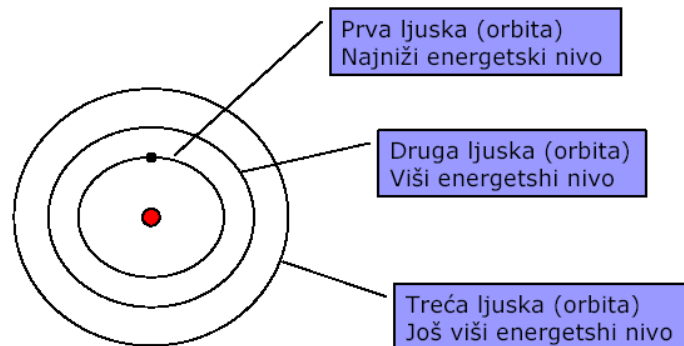 Prva ljuska (orbita)
Najniži energetski nivo
Druga ljuska (orbita)
Viši energetshi nivo
Treća ljuska (orbita)
Još viši energetshi nivo